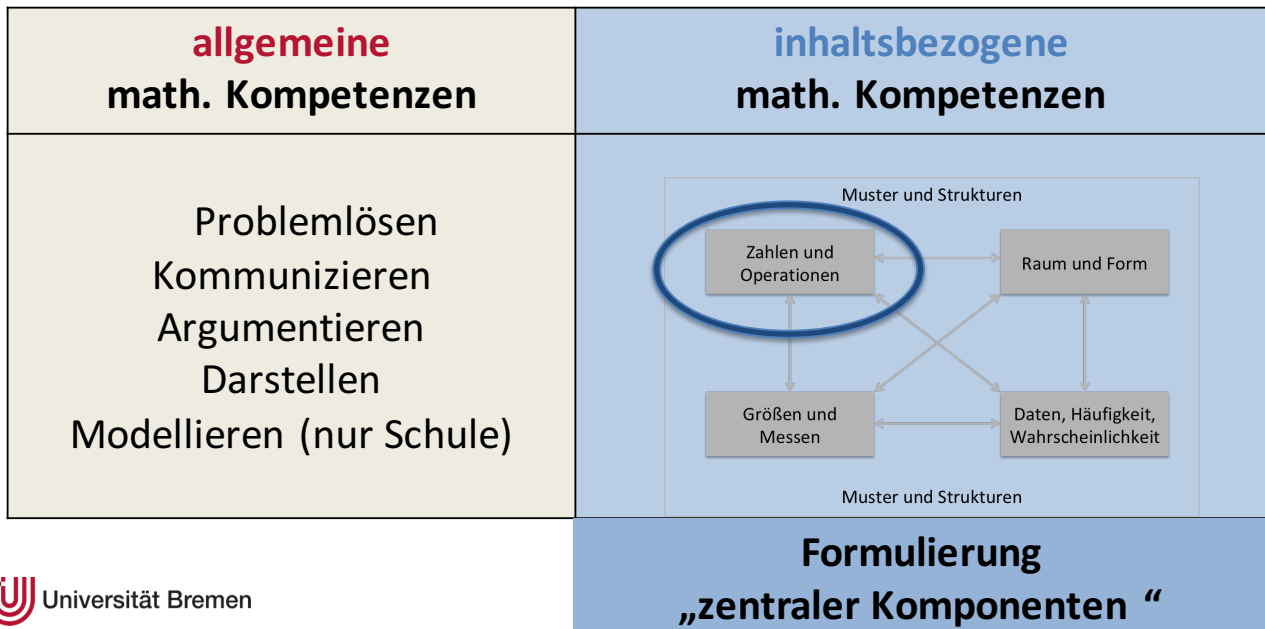 allgemeine
math. Kompetenzen
inhaltsbezogene
math. Kompetenzen
Problemlösen
Kommunizieren
Argumentieren
Darstellen
Modellieren (nur Schule)
Muster und Strukturen
Zahlen und
Operationen
Raum und Form
Größen und
Messen
Daten, Häufigkeit,
Wahrscheinlichkeit
Muster und Strukturen
Formulierung
„zentraler Komponenten “
Universität Bremen